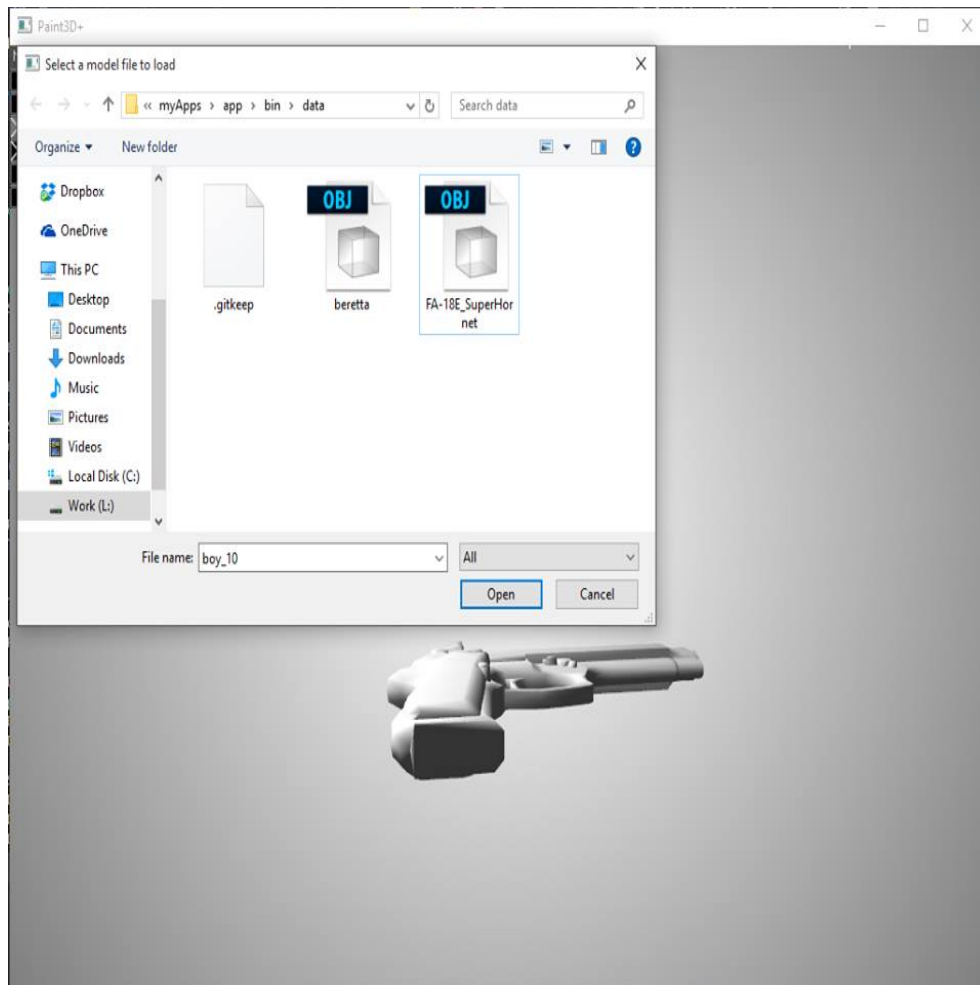 Paint3D+
Select a model file to load
« myApps › app › bin › data
Search data
Organize
New folder
?
Dropbox
OneDrive
This PC
Desktop
Documents
Downloads
Music
Pictures
Videos
Local Disk (C:)
Work (L:)
OBJ
OBJ
.gitkeep
beretta
FA-18E_SuperHor
net
File name: boy_10
All
Open
Cancel